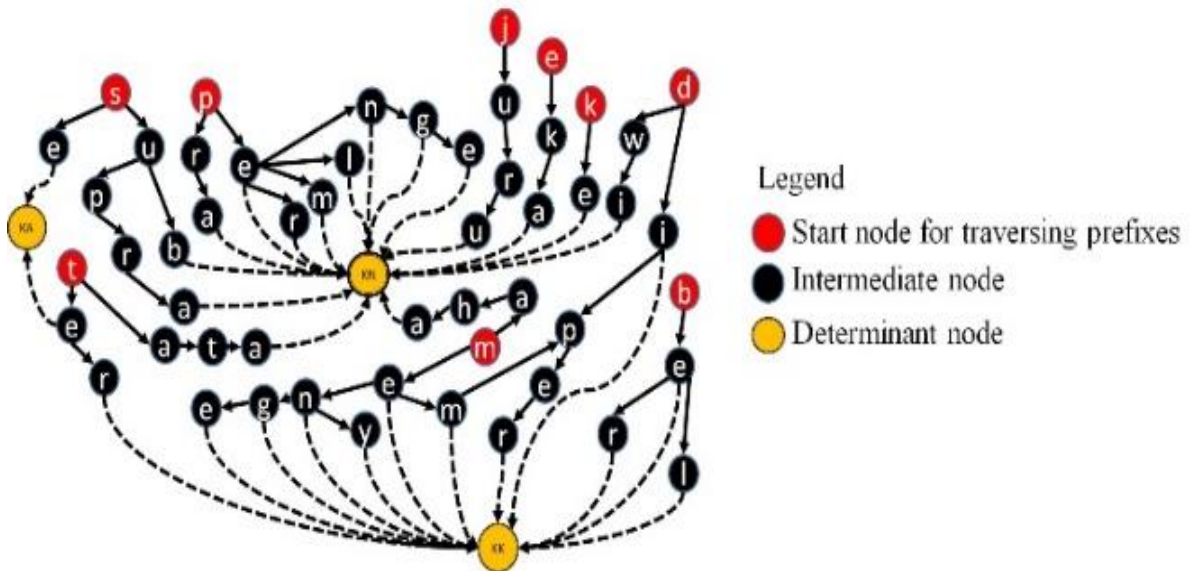 j
e
s p n u k d
g k w
e u r e l e
p m r e i
a r a
KA r b u i
t KN
a h a b
e a p
a t a m
r e e e
e g n m
y r r
l
KK
Legend
Start node for traversing prefixes
Intermediate node
Determinant node